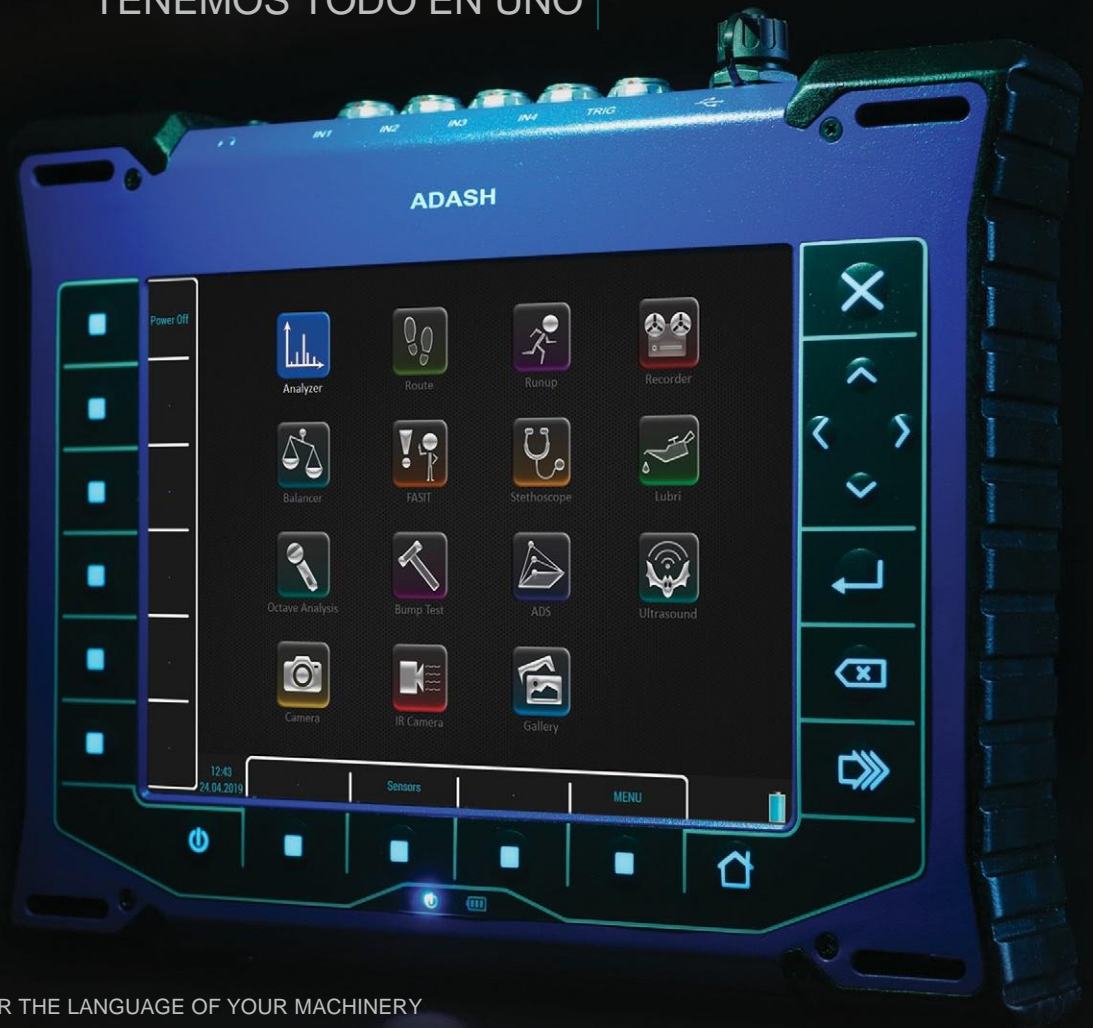 TENEMOS TODO EN UNO
IN1 IN2 IN3 IN4 TRIG
ADASH
Power Off
Analyzer Route Runup Recorder
Balancer FASIT Stethoscope Lubri
Octave Analysis Bump Test ADS Ultrasound
Camera IR Camera Gallery
12:43
24.04.2019
Sensors MENU
R THE LANGUAGE OF YOUR MACHINERY